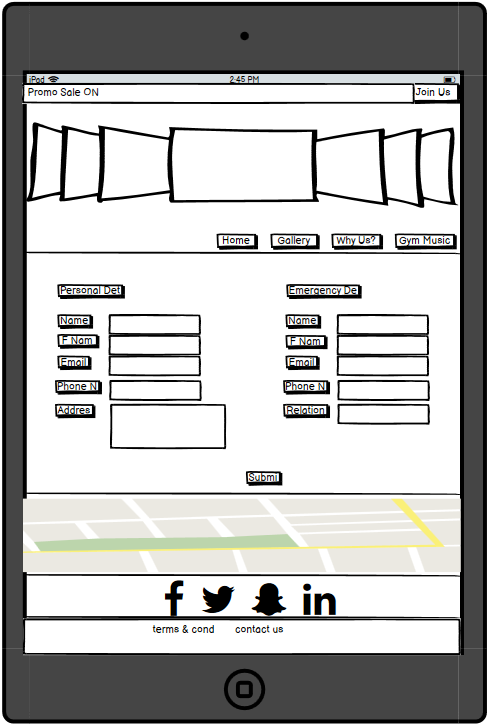 iPad 2:45 PM
Promo Sale ON Join Us
Home Gallery Why Us? Gym Music
Personal Det Emergency De
Name Name
F Nam F Nam
Email Email
Phone N Phone N
Addres Relation
Submi
terms & cond contact us